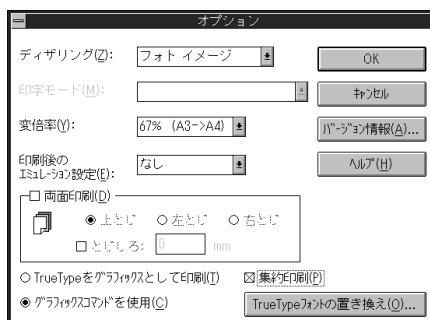 オプション
ディザリング(Z): フォト イメージ OK
印字モード(M): ｷｬﾝｾﾙ
変倍率(Y): 67% (A3->A4) ﾊﾞｰｼﾞｮﾝ情報(A)...
印刷後の
ｴﾐｭﾚｰｼｮﾝ設定(E): なし ﾍﾙﾌﾟ(H)
両面印刷(D)
上とじ 左とじ 右とじ
とじしろ: 0 mm
TrueTypeをｸﾞﾗﾌｨｯｸｽとして印刷(T) 集約印刷(P)
ｸﾞﾗﾌｨｯｸｽｺﾏﾝﾄﾞを使用(C) TrueTypeﾌｫﾝﾄの置き換え(O)...